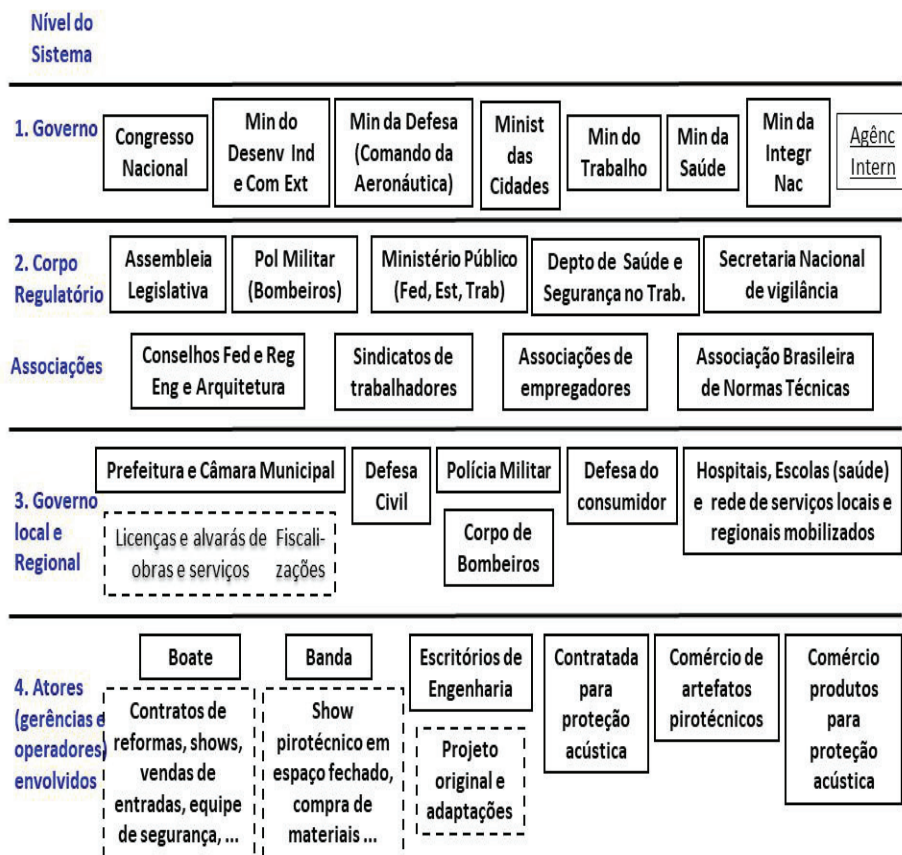 Nível do
Sistema
1. Governo
Congresso
Nacional
Min do
Desenv Ind
e Com Ext
Min da Defesa
(Comando da
Aeronáutica)
Minist
das
Cidades
Min do
Trabalho
Min da
Saúde
Min da
Integr
Nac
Agênc
Intern
2. Corpo
Regulatório
Assembleia
Legislativa
Pol Militar
(Bombeiros)
Ministério Público
(Fed, Est, Trab)
Depto de Saúde e
Segurança no Trab.
Secretaria Nacional
de vigilância
Associações
Conselhos Fed e Reg
Eng e Arquitetura
Sindicatos de
trabalhadores
Associações de
empregadores
Associação Brasileira
de Normas Técnicas
3. Governo
local e
Regional
Prefeitura e Câmara Municipal
Licenças e alvarás de
obras e serviços
Fiscali-
zações
Defesa
Civil
Polícia Militar
Corpo de
Bombeiros
Defesa do
consumidor
Hospitais, Escolas (saúde)
e rede de serviços locais e
regionais mobilizados
4. Atores
(gerências e
operadores)
envolvidos
Boate
Contratos de
reformas, shows,
vendas de
entradas, equipe
de segurança, ...
Banda
Show
pirotécnico em
espaço fechado,
compra de
materiais ...
Escritórios de
Engenharia
Projeto
original e
adaptações
Contratada
para
proteção
acústica
Comércio de
artefatos
pirotécnicos
Comércio
produtos
para
proteção
acústica